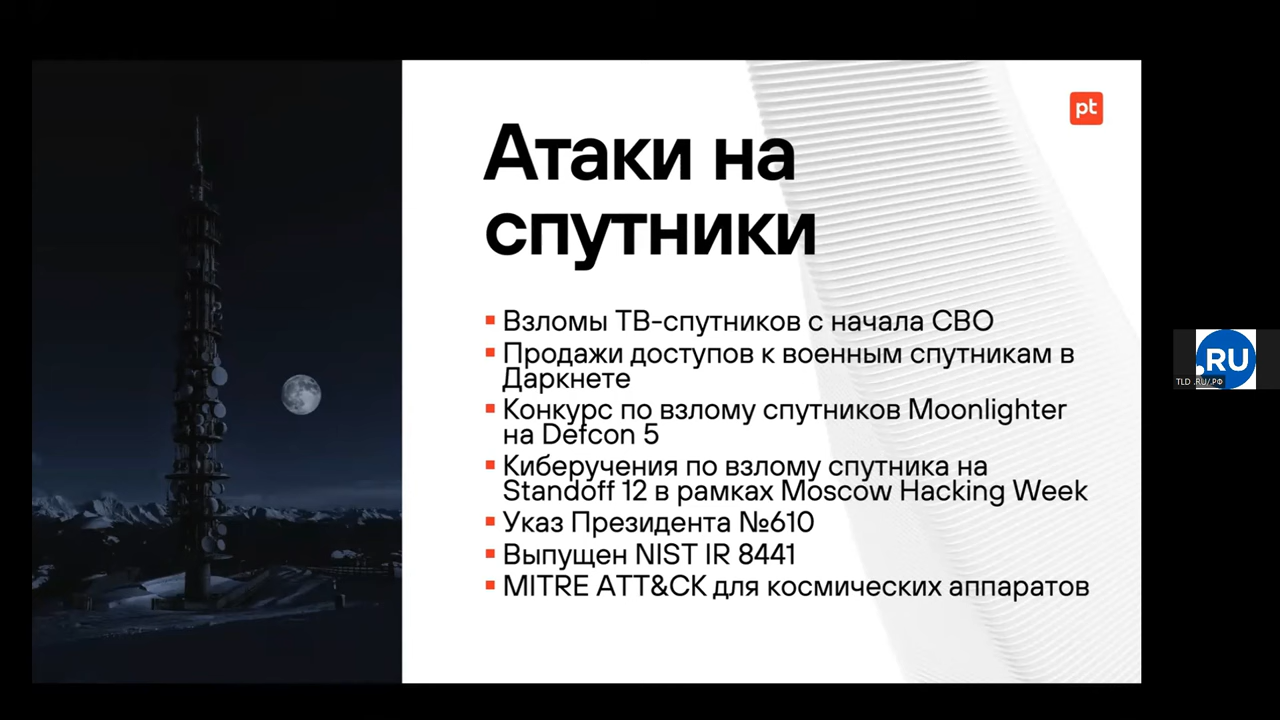 pt
Атаки на
спутники
Взломы ТВ-спутников с начала СВО
Продажи доступов к военным спутникам в
Даркнете
Конкурс по взлому спутников Moonlighter
на Defcon 5
Киберучения по взлому спутника на
Standoff 12 в рамках Moscow Hacking Week
Указ Президента №610
Выпущен NIST IR 8441
MITRE ATT&CK для космических аппаратов
.RU
TLD .RU/.РФ